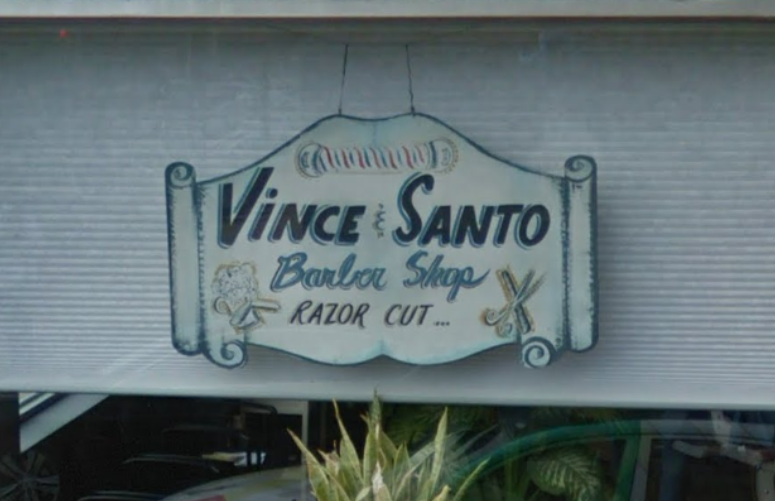 VINCE & SANTO
Barber Shop
RAZOR CUT...